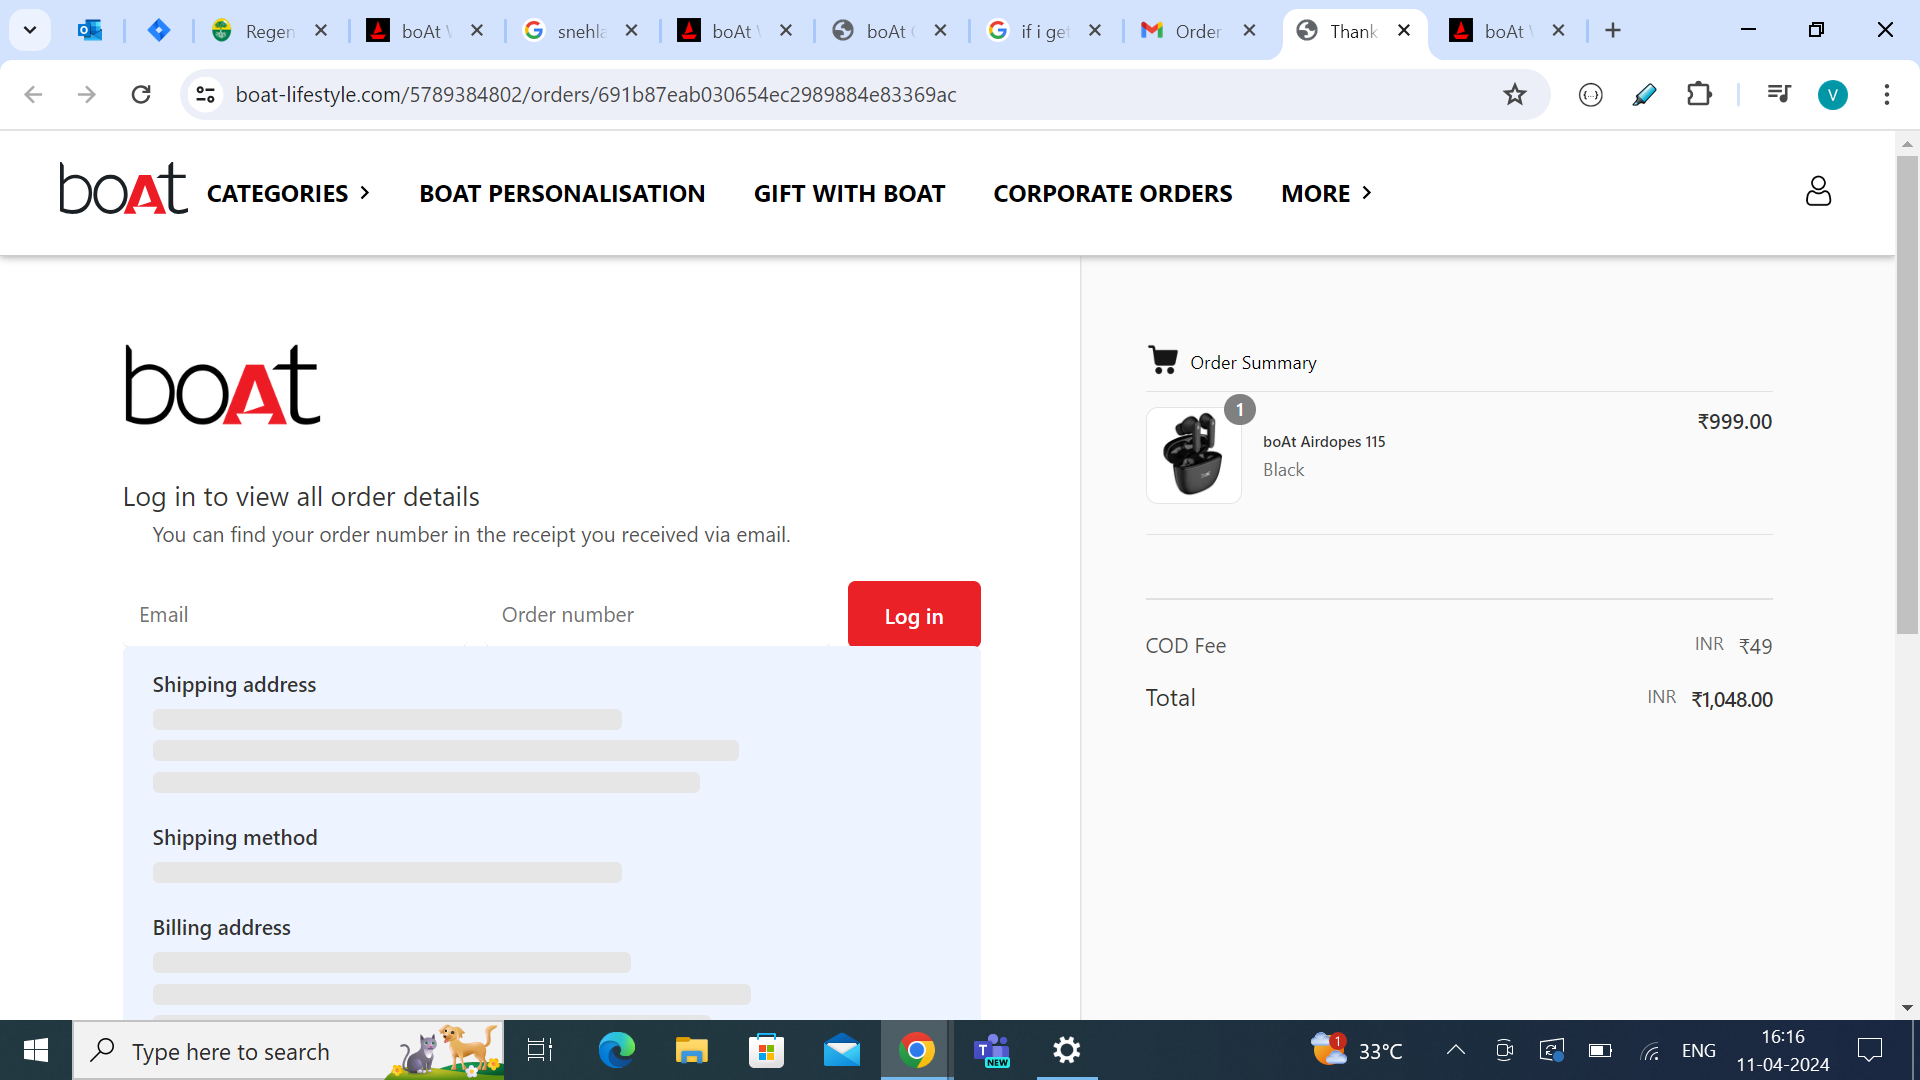 Regen
boAt
snehla
boAt
boAt
if i get
Order
Thank
boAt
boat-lifestyle.com/5789384802/orders/691b87eab030654ec2989884e83369ac
V
boAt
CATEGORIES
BOAT PERSONALISATION
GIFT WITH BOAT
CORPORATE ORDERS
MORE
boAt
Log in to view all order details
You can find your order number in the receipt you received via email.
Email
Order number
Log in
Shipping address
Shipping method
Billing address
Order Summary
1
₹999.00
boAt Airdopes 115
Black
COD Fee
INR ₹49
Total
INR ₹1,048.00
Type here to search
NEW
1
33°C
ENG
16:16
11-04-2024